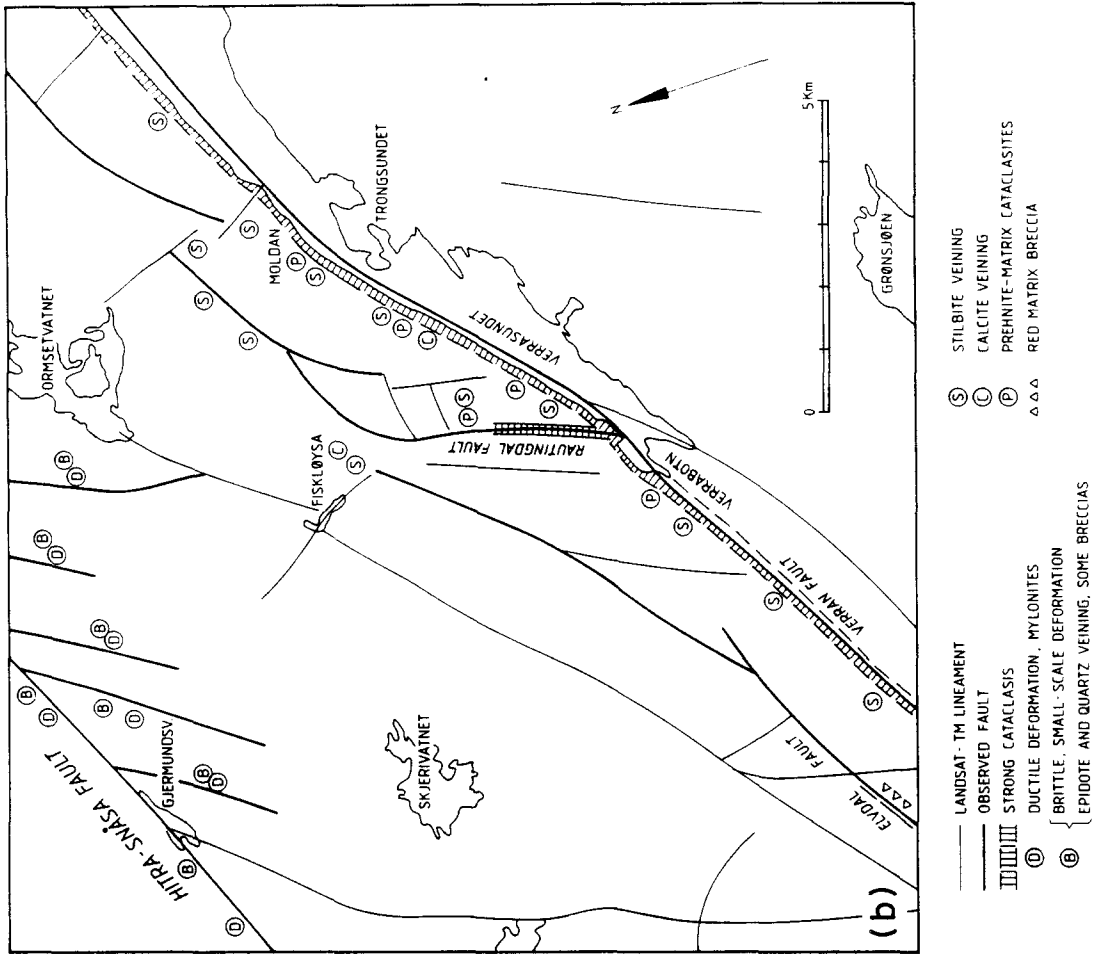 HITRA-SNÅSA FAULT
GJERMUNDSV.
ORMSETVATNET
FISKLØYSA
SKJERIVATNET
MOLDAN
TRONGSUNDET
VERRASUNDET
RAUTINGDAL FAULT
VERRABOTN
VERRAN FAULT
ELVDAL FAULT
GRØNSJØEN
N
0 5 Km
D
B
B
D
B
D
B
D
B
D
B
D
B
D
S
S
S
S
S
P
S
S
P
C
P
S
P
S
C
S
P
S
S
S
(b)
LANDSAT-TM LINEAMENT
OBSERVED FAULT
STRONG CATACLASIS
D DUCTILE DEFORMATION, MYLONITES
B BRITTLE, SMALL-SCALE DEFORMATION
EPIDOTE AND QUARTZ VEINING, SOME BRECCIAS
S STILBITE VEINING
C CALCITE VEINING
P PREHNITE-MATRIX CATACLASITES
RED MATRIX BRECCIA